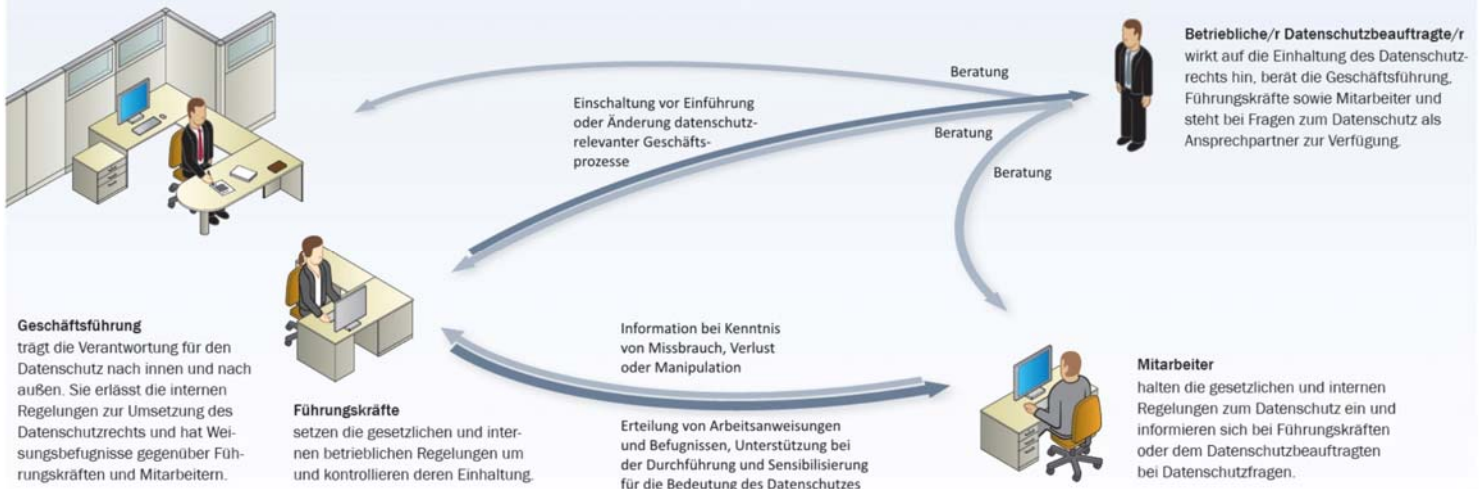 Betriebliche/r Datenschutzbeauftragte/r
wirkt auf die Einhaltung des Datenschutz-
rechts hin, berät die Geschäftsführung,
Führungskräfte sowie Mitarbeiter und
steht bei Fragen zum Datenschutz als
Ansprechpartner zur Verfügung.
Beratung
Einschaltung vor Einführung
oder Änderung datenschutz-
relevanter Geschäfts-
prozesse
Beratung
Beratung
Geschäftsführung
trägt die Verantwortung für den
Datenschutz nach innen und nach
außen. Sie erlässt die internen
Regelungen zur Umsetzung des
Datenschutzrechts und hat Wei-
sungsbefugnisse gegenüber Füh-
rungskräften und Mitarbeitern.
Führungskräfte
setzen die gesetzlichen und inter-
nen betrieblichen Regelungen um
und kontrollieren deren Einhaltung.
Information bei Kenntnis
von Missbrauch, Verlust
oder Manipulation
Erteilung von Arbeitsanweisungen
und Befugnissen, Unterstützung bei
der Durchführung und Sensibilisierung
für die Bedeutung des Datenschutzes
Mitarbeiter
halten die gesetzlichen und internen
Regelungen zum Datenschutz ein und
informieren sich bei Führungskräften
oder dem Datenschutzbeauftragten
bei Datenschutzfragen.